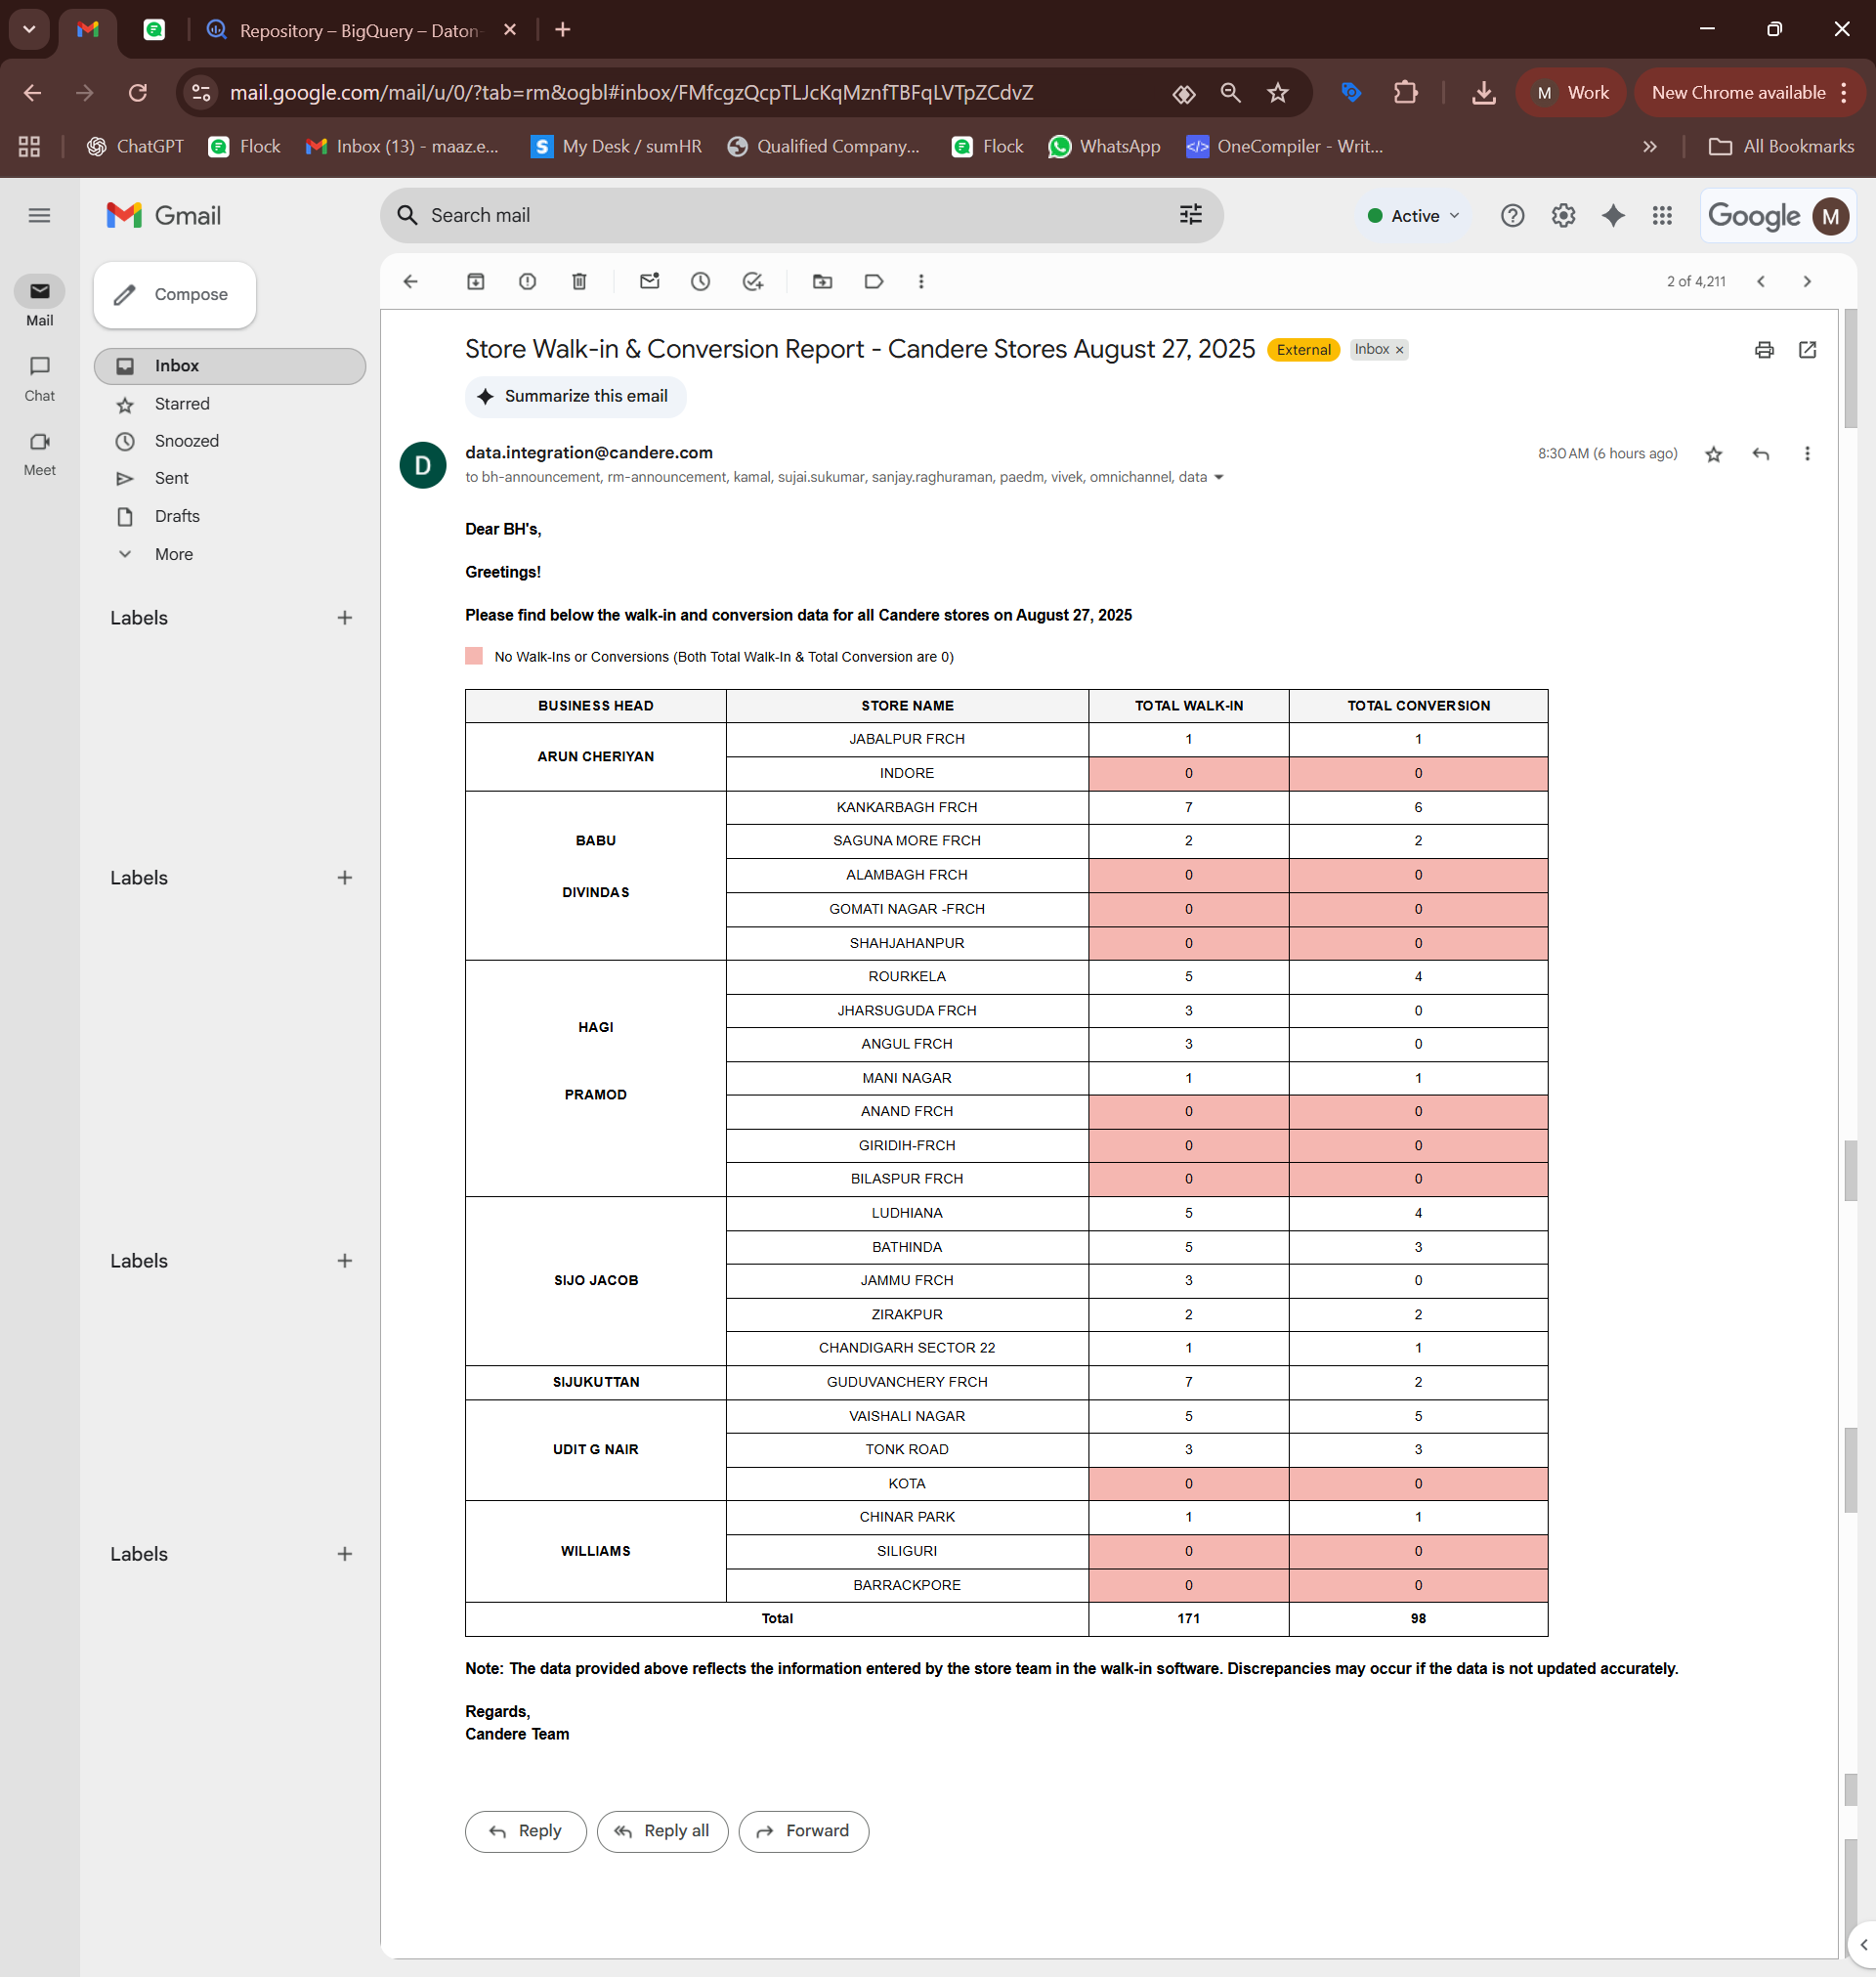 Repository – BigQuery – Daton-
mail.google.com/mail/u/0/?tab=rm&ogbl#inbox/FMfcgzQcpTLJcKqMznfTBFqLVTpZCdvZ
M Work
New Chrome available
ChatGPT
Flock
Inbox (13) - maaz.e...
S My Desk / sumHR
Qualified Company...
Flock
WhatsApp
</> OneCompiler - Writ...
All Bookmarks
Gmail
Search mail
Active
Google M
Mail
Chat
Meet
Compose
Inbox
Starred
Snoozed
Sent
Drafts
More
Labels
Labels
Labels
Labels
2 of 4,211
Store Walk-in & Conversion Report - Candere Stores August 27, 2025 External Inbox ×
Summarize this email
D
data.integration@candere.com
8:30 AM (6 hours ago)
to bh-announcement, rm-announcement, kamal, sujai.sukumar, sanjay.raghuraman, paedm, vivek, omnichannel, data
Dear BH's,
Greetings!
Please find below the walk-in and conversion data for all Candere stores on August 27, 2025
No Walk-Ins or Conversions (Both Total Walk-In & Total Conversion are 0)
BUSINESS HEAD STORE NAME TOTAL WALK-IN TOTAL CONVERSION
ARUN CHERIYAN
JABALPUR FRCH 1 1
INDORE 0 0
BABU
DIVINDAS
KANKARBAGH FRCH 7 6
SAGUNA MORE FRCH 2 2
ALAMBAGH FRCH 0 0
GOMATI NAGAR -FRCH 0 0
SHAHJAHANPUR 0 0
HAGI
PRAMOD
ROURKELA 5 4
JHARSUGUDA FRCH 3 0
ANGUL FRCH 3 0
MANI NAGAR 1 1
ANAND FRCH 0 0
GIRIDIH-FRCH 0 0
BILASPUR FRCH 0 0
SIJO JACOB
LUDHIANA 5 4
BATHINDA 5 3
JAMMU FRCH 3 0
ZIRAKPUR 2 2
CHANDIGARH SECTOR 22 1 1
SIJUKUTTAN GUDUVANCHERY FRCH 7 2
UDIT G NAIR
VAISHALI NAGAR 5 5
TONK ROAD 3 3
KOTA 0 0
WILLIAMS
CHINAR PARK 1 1
SILIGURI 0 0
BARRACKPORE 0 0
Total 171 98
Note: The data provided above reflects the information entered by the store team in the walk-in software. Discrepancies may occur if the data is not updated accurately.
Regards,
Candere Team
Reply
Reply all
Forward